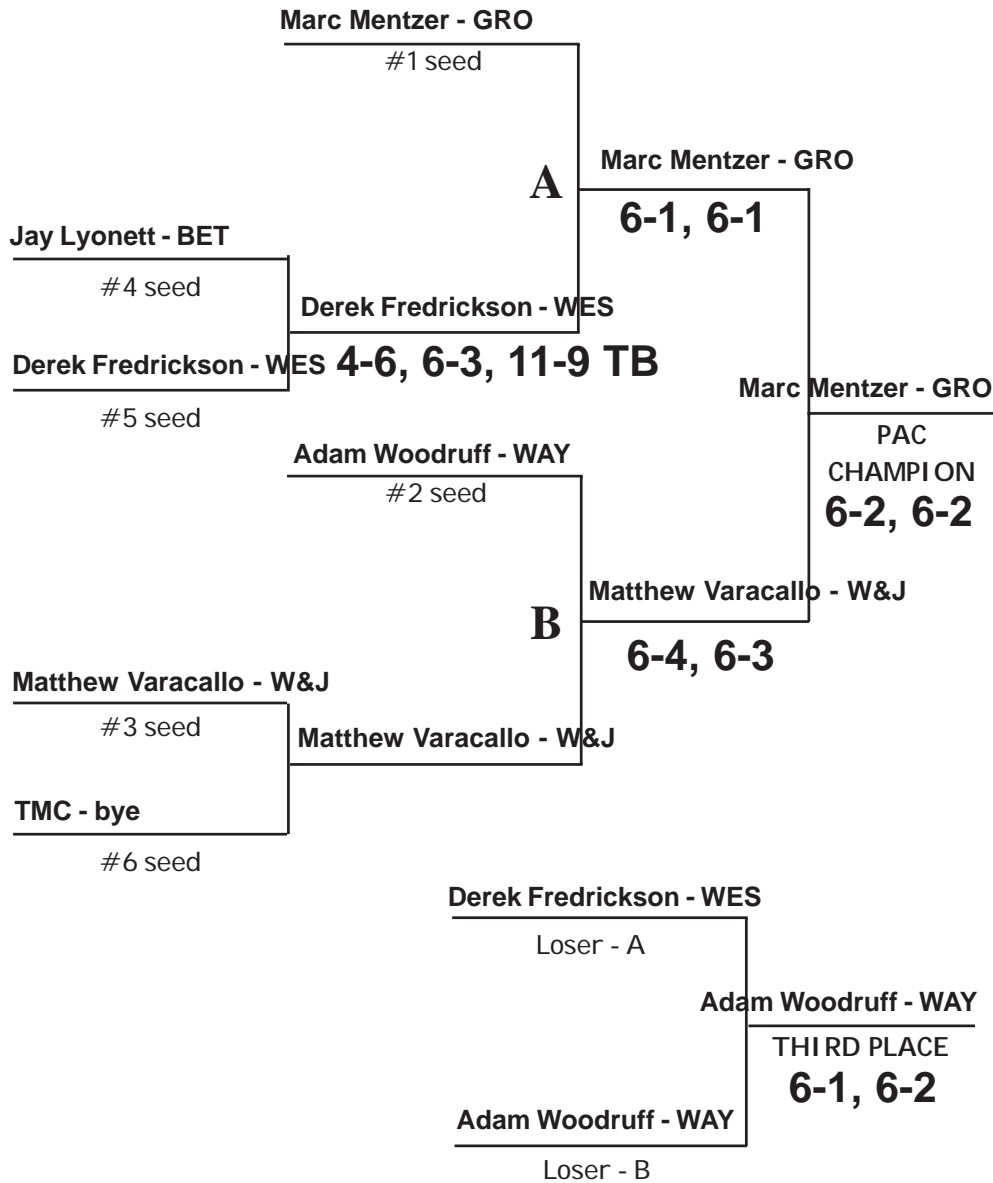 Marc Mentzer - GRO
#1 seed
A
Marc Mentzer - GRO
6-1, 6-1
Jay Lyonett - BET
#4 seed
Derek Fredrickson - WES
Derek Fredrickson - WES
4-6, 6-3, 11-9 TB
#5 seed
Marc Mentzer - GRO
PAC
CHAMPION
6-2, 6-2
Adam Woodruff - WAY
#2 seed
B
Matthew Varacallo - W&J
6-4, 6-3
Matthew Varacallo - W&J
#3 seed
Matthew Varacallo - W&J
TMC - bye
#6 seed
Derek Fredrickson - WES
Loser - A
Adam Woodruff - WAY
THIRD PLACE
6-1, 6-2
Adam Woodruff - WAY
Loser - B